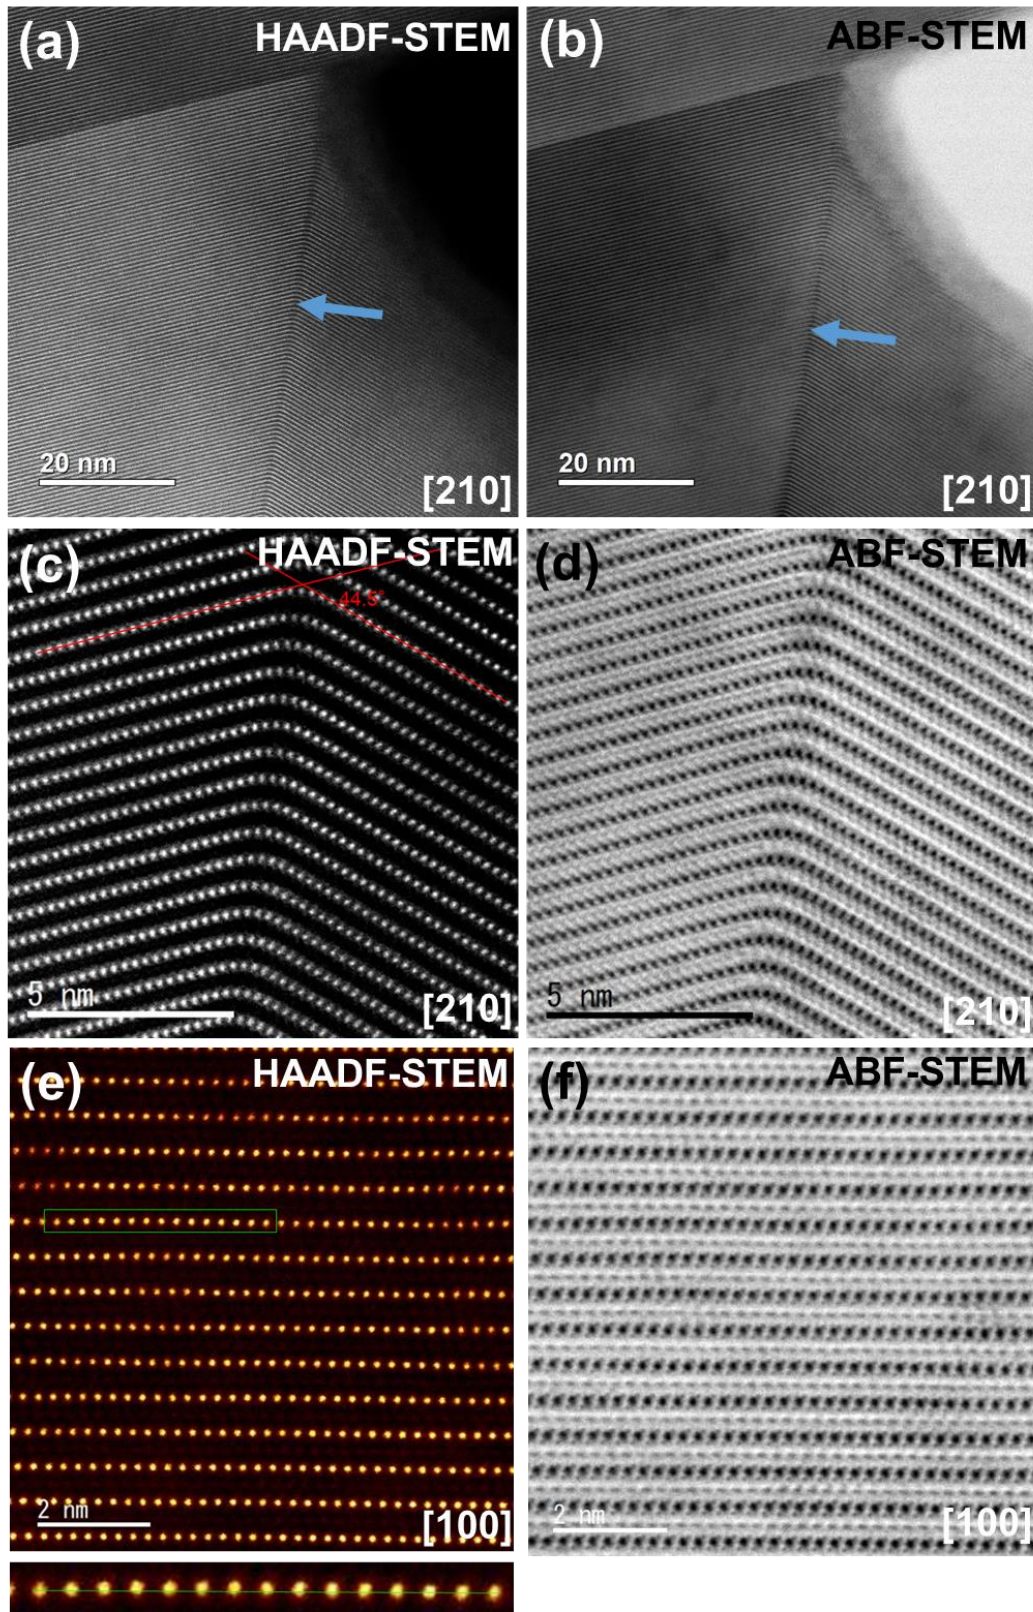 (a)
HAADF-STEM
20 nm
[210]
(b)
ABF-STEM
20 nm
[210]
(c)
HAADF-STEM
44.5°
5 nm
[210]
(d)
ABF-STEM
5 nm
[210]
(e)
HAADF-STEM
2 nm
[100]
(f)
ABF-STEM
2 nm
[100]